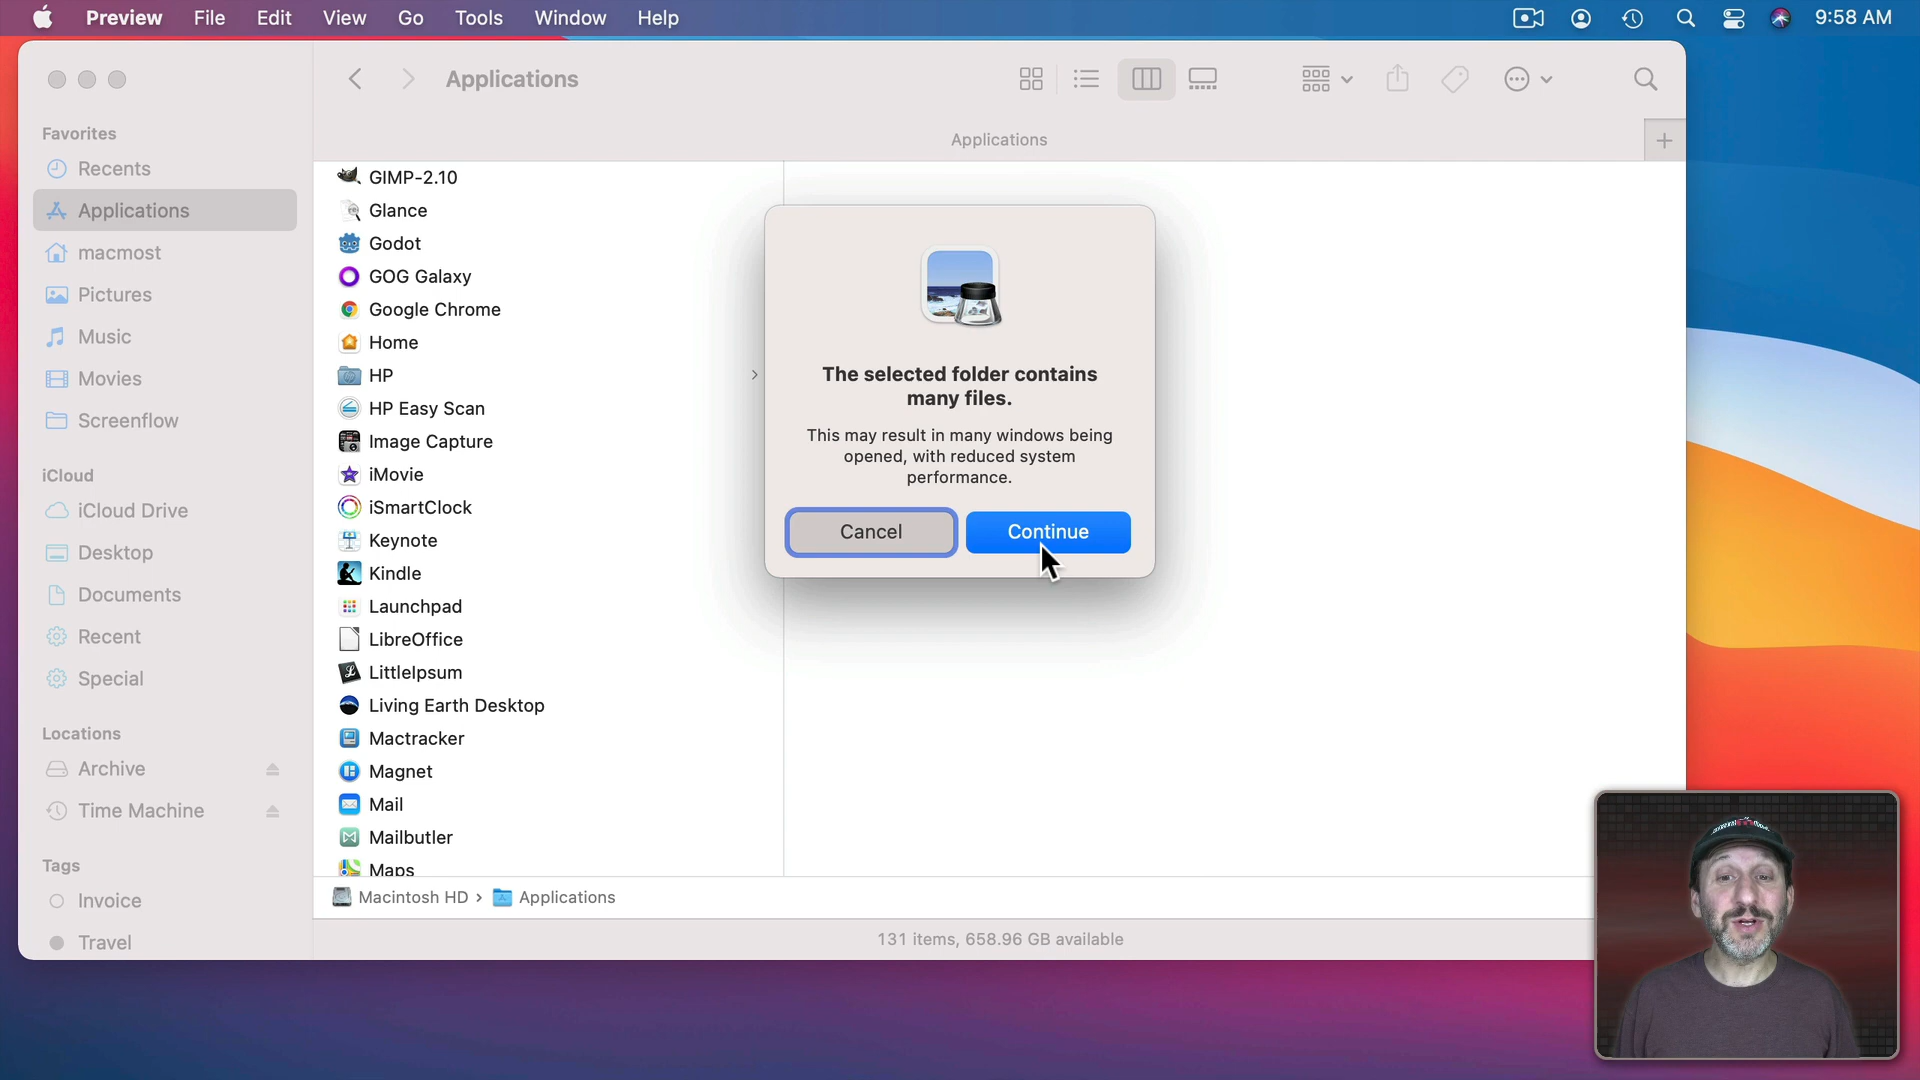 Preview File Edit View Go Tools Window Help 9:58 AM
Applications
Applications
Favorites
Recents
Applications
macmost
Pictures
Music
Movies
Screenflow
iCloud
iCloud Drive
Desktop
Documents
Recent
Special
Locations
Archive
Time Machine
Tags
Invoice
Travel
GIMP-2.10
Glance
Godot
GOG Galaxy
Google Chrome
Home
HP
HP Easy Scan
Image Capture
iMovie
iSmartClock
Keynote
Kindle
Launchpad
LibreOffice
LittleIpsum
Living Earth Desktop
Mactracker
Magnet
Mail
Mailbutler
Maps
The selected folder contains
many files.
This may result in many windows being
opened, with reduced system
performance.
Cancel Continue
Macintosh HD › Applications
131 items, 658.96 GB available